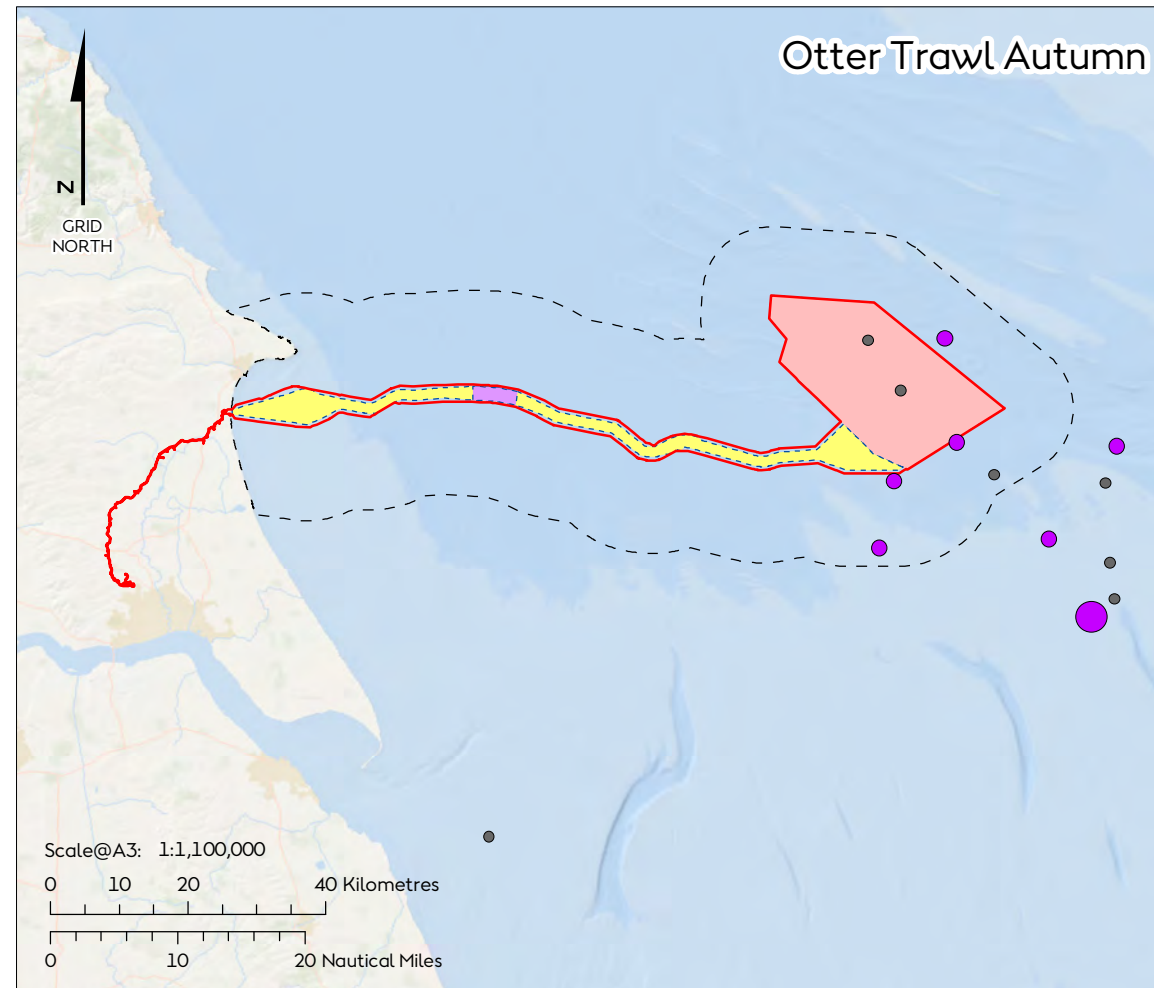 Otter Trawl Autumn
N
GRID
NORTH
Scale@A3: 1:1,100,000
0 10 20 40 Kilometres
0 10 20 Nautical Miles